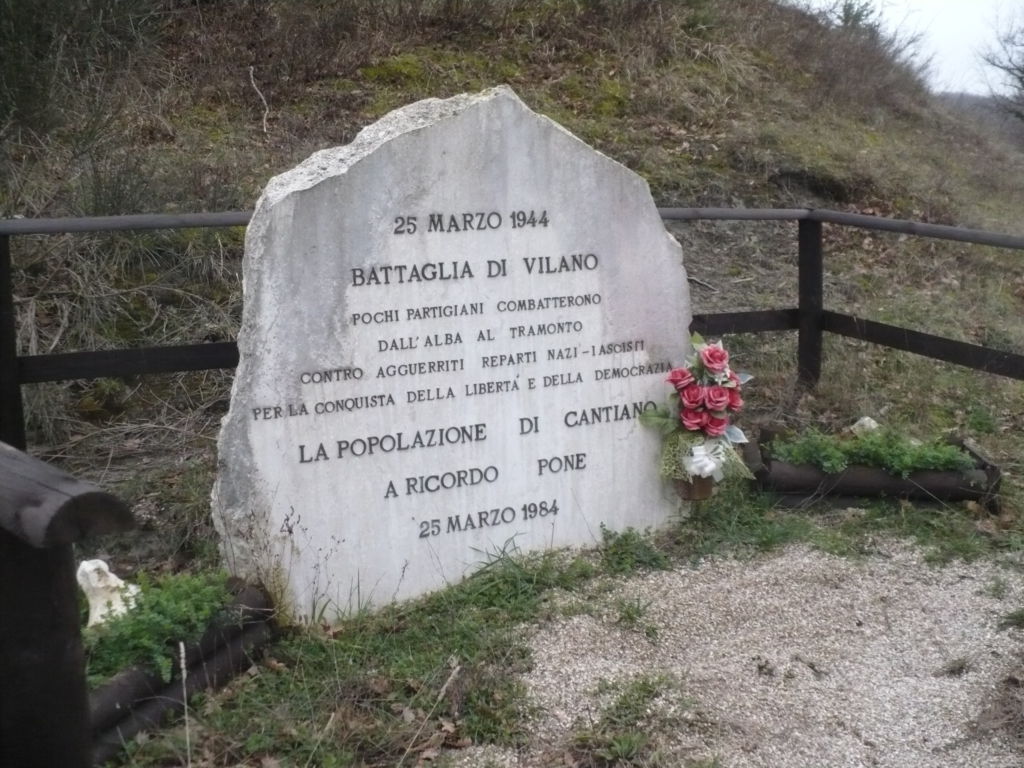 25 MARZO 1944
BATTAGLIA DI VILANO
POCHI PARTIGIANI COMBATTERONO
DALL'ALBA AL TRAMONTO
CONTRO AGGUERRITI REPARTI NAZI-IASCISTI
PER LA CONQUISTA DELLA LIBERTÀ E DELLA DEMOCRAZIA
LA POPOLAZIONE DI CANTIANO
A RICORDO PONE
25 MARZO 1984